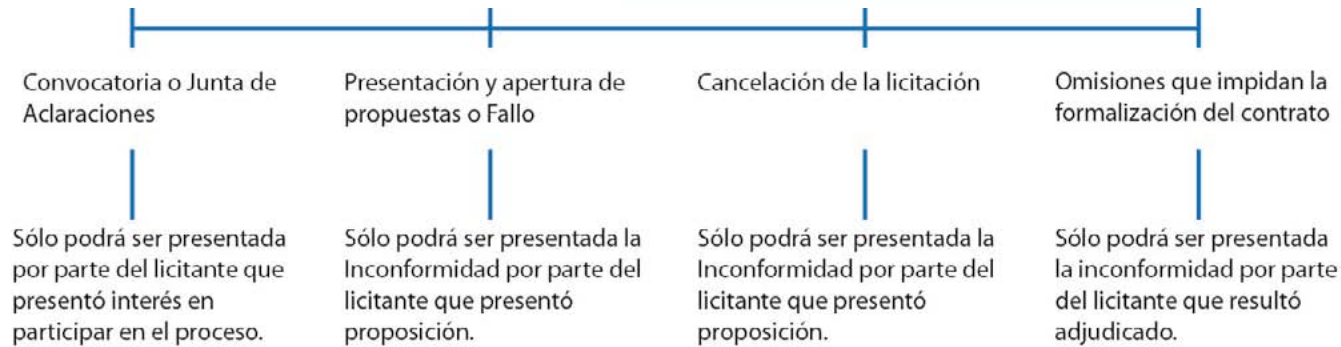 Convocatoria o Junta de
Aclaraciones
Presentación y apertura de
propuestas o Fallo
Cancelación de la licitación
Omisiones que impidan la
formalización del contrato
Sólo podrá ser presentada
por parte del licitante que
presentó interés en
participar en el proceso.
Sólo podrá ser presentada la
Inconformidad por parte del
licitante que presentó
proposición.
Sólo podrá ser presentada la
Inconformidad por parte del
licitante que presentó
proposición.
Sólo podrá ser presentada
la inconformidad por parte
del licitante que resultó
adjudicado.